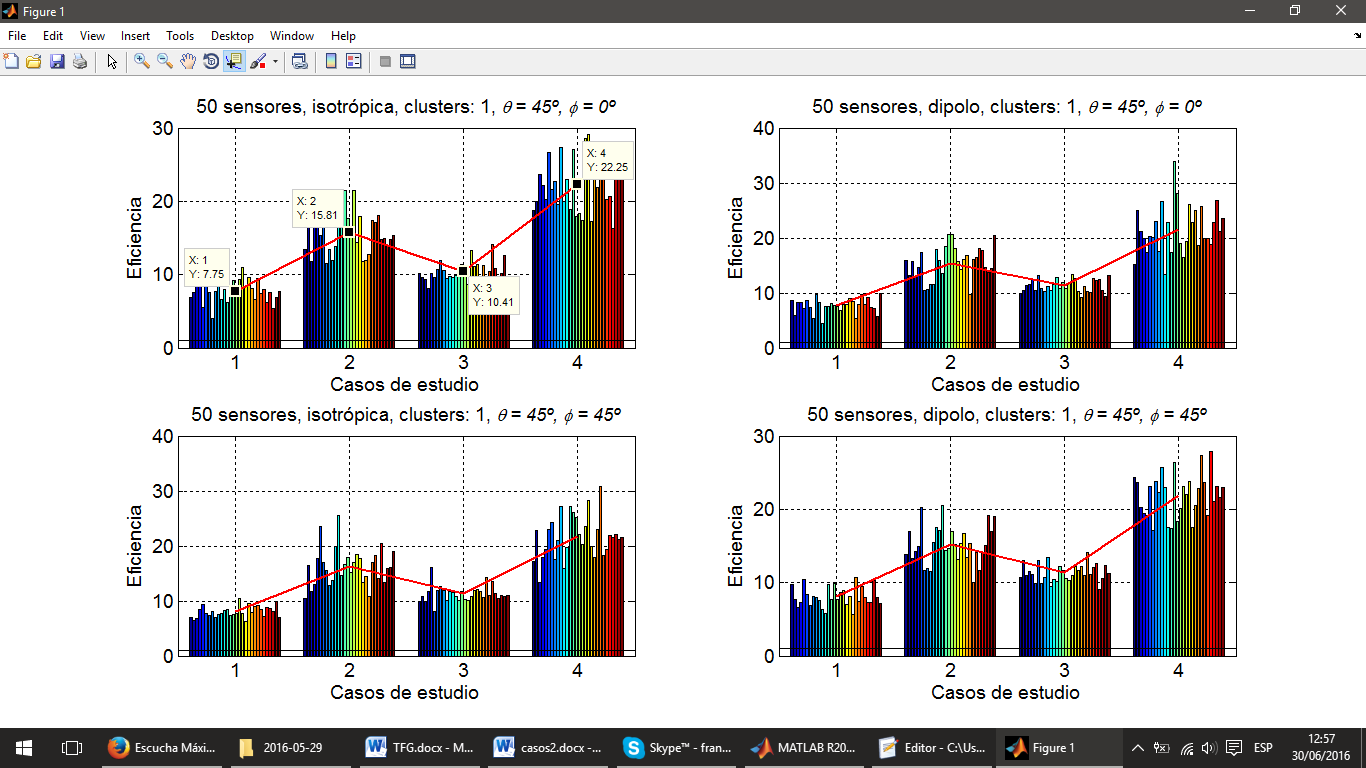 Figure 1
File Edit View Insert Tools Desktop Window Help
50 sensores, isotrópica, clusters: 1, θ = 45º, ϕ = 0º
30
20
10
0
Eficiencia
X: 1
Y: 7.75
X: 2
Y: 15.81
X: 3
Y: 10.41
X: 4
Y: 22.25
1 2 3 4
Casos de estudio
50 sensores, dipolo, clusters: 1, θ = 45º, ϕ = 0º
40
30
20
10
0
Eficiencia
1 2 3 4
Casos de estudio
50 sensores, isotrópica, clusters: 1, θ = 45º, ϕ = 45º
40
30
20
10
0
Eficiencia
1 2 3 4
Casos de estudio
50 sensores, dipolo, clusters: 1, θ = 45º, ϕ = 45º
30
20
10
0
Eficiencia
1 2 3 4
Casos de estudio
Escucha Máxi... 2016-05-29 TFG.docx - M... casos2.docx -... Skype™ - fran... MATLAB R20... Editor - C:\Us... Figure 1 ESP
12:57
30/06/2016